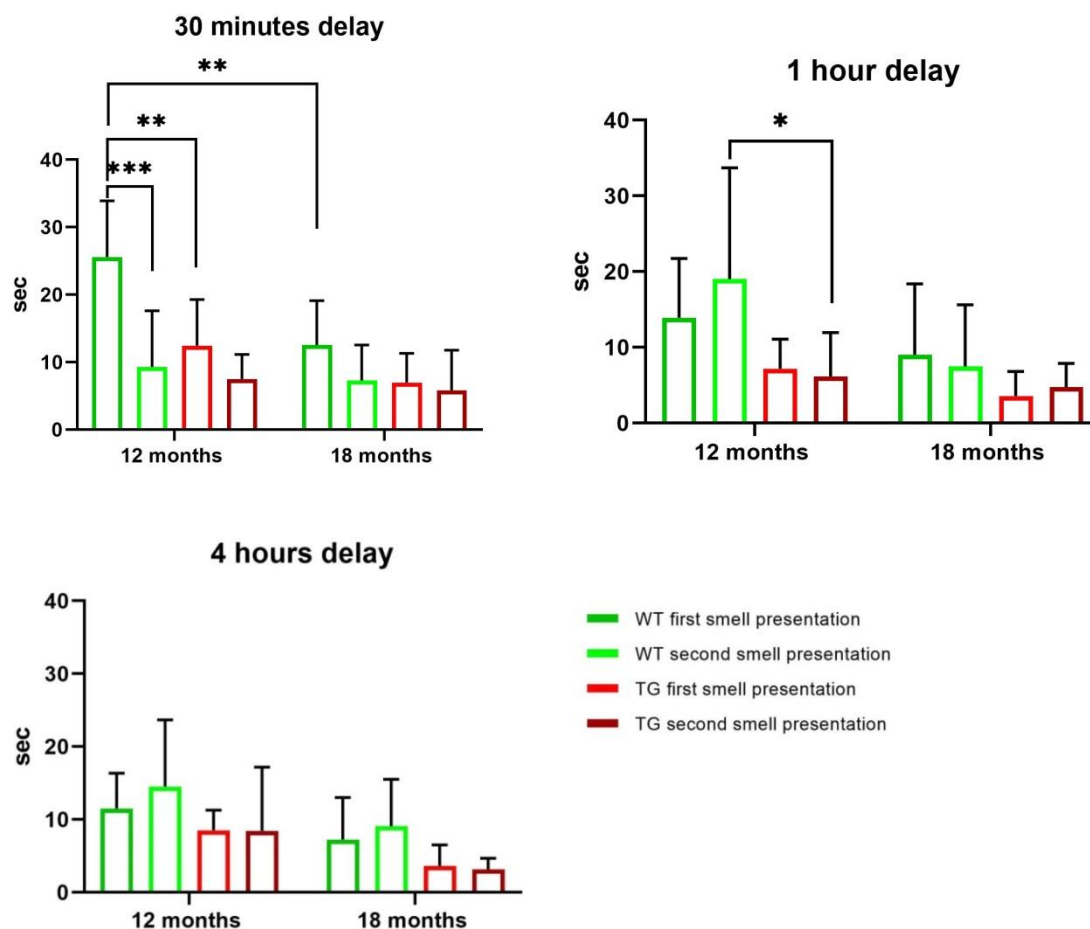 30 minutes delay
**
**
***
40
30
20
10
0
sec
12 months
18 months
1 hour delay
*
40
30
20
10
0
sec
12 months
18 months
4 hours delay
40
30
20
10
0
sec
12 months
18 months
WT first smell presentation
WT second smell presentation
TG first smell presentation
TG second smell presentation